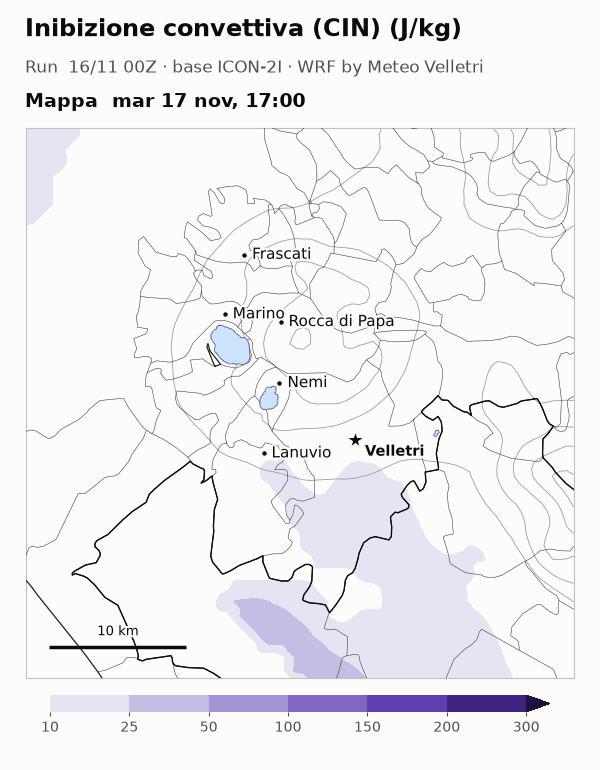 Inibizione convettiva (CIN) (J/kg)
Run  16/11 00Z · base ICON-2I · WRF by Meteo Velletri
Mappa  mar 17 nov, 17:00
Frascati
Marino
Rocca di Papa
Nemi
Velletri
Lanuvio
10 km
10 25 50 100 150 200 300